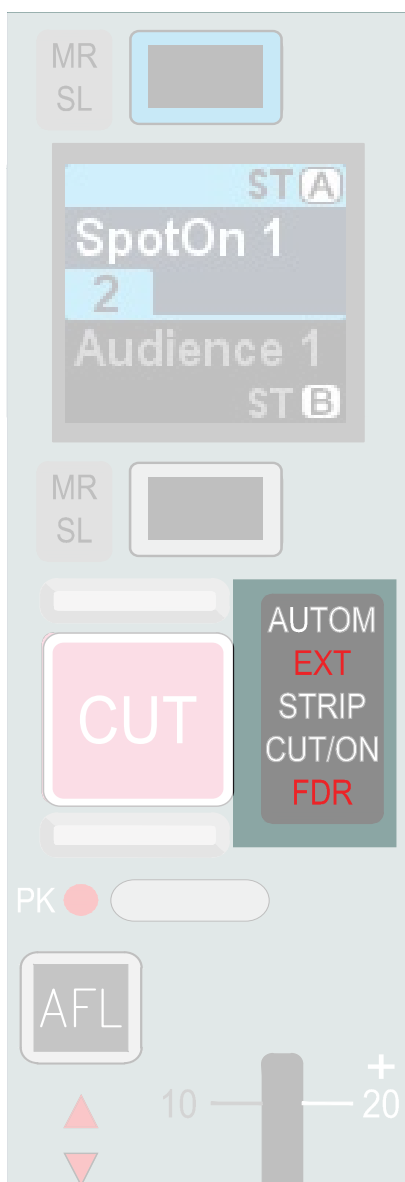 MR
SL
ST A
SpotOn 1
2
Audience 1
ST B
MR
SL
AUTOM
EXT
STRIP
CUT/ON
FDR
CUT
PK
AFL
+
10 20